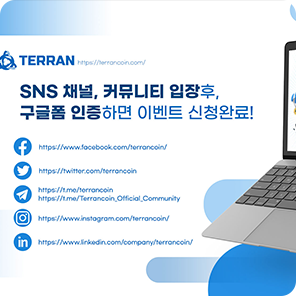 TERRAN https://terrancoin.com/
SNS 채널, 커뮤니티 입장후,
구글폼 인증하면 이벤트 신청완료!
https://www.facebook.com/terrancoin/
https://twitter.com/terrancoin
https://t.me/terrancoin
https://t.me/Terrancoin_Official_Community
https://www.instagram.com/terrancoin/
https://www.linkedin.com/company/terrancoin/